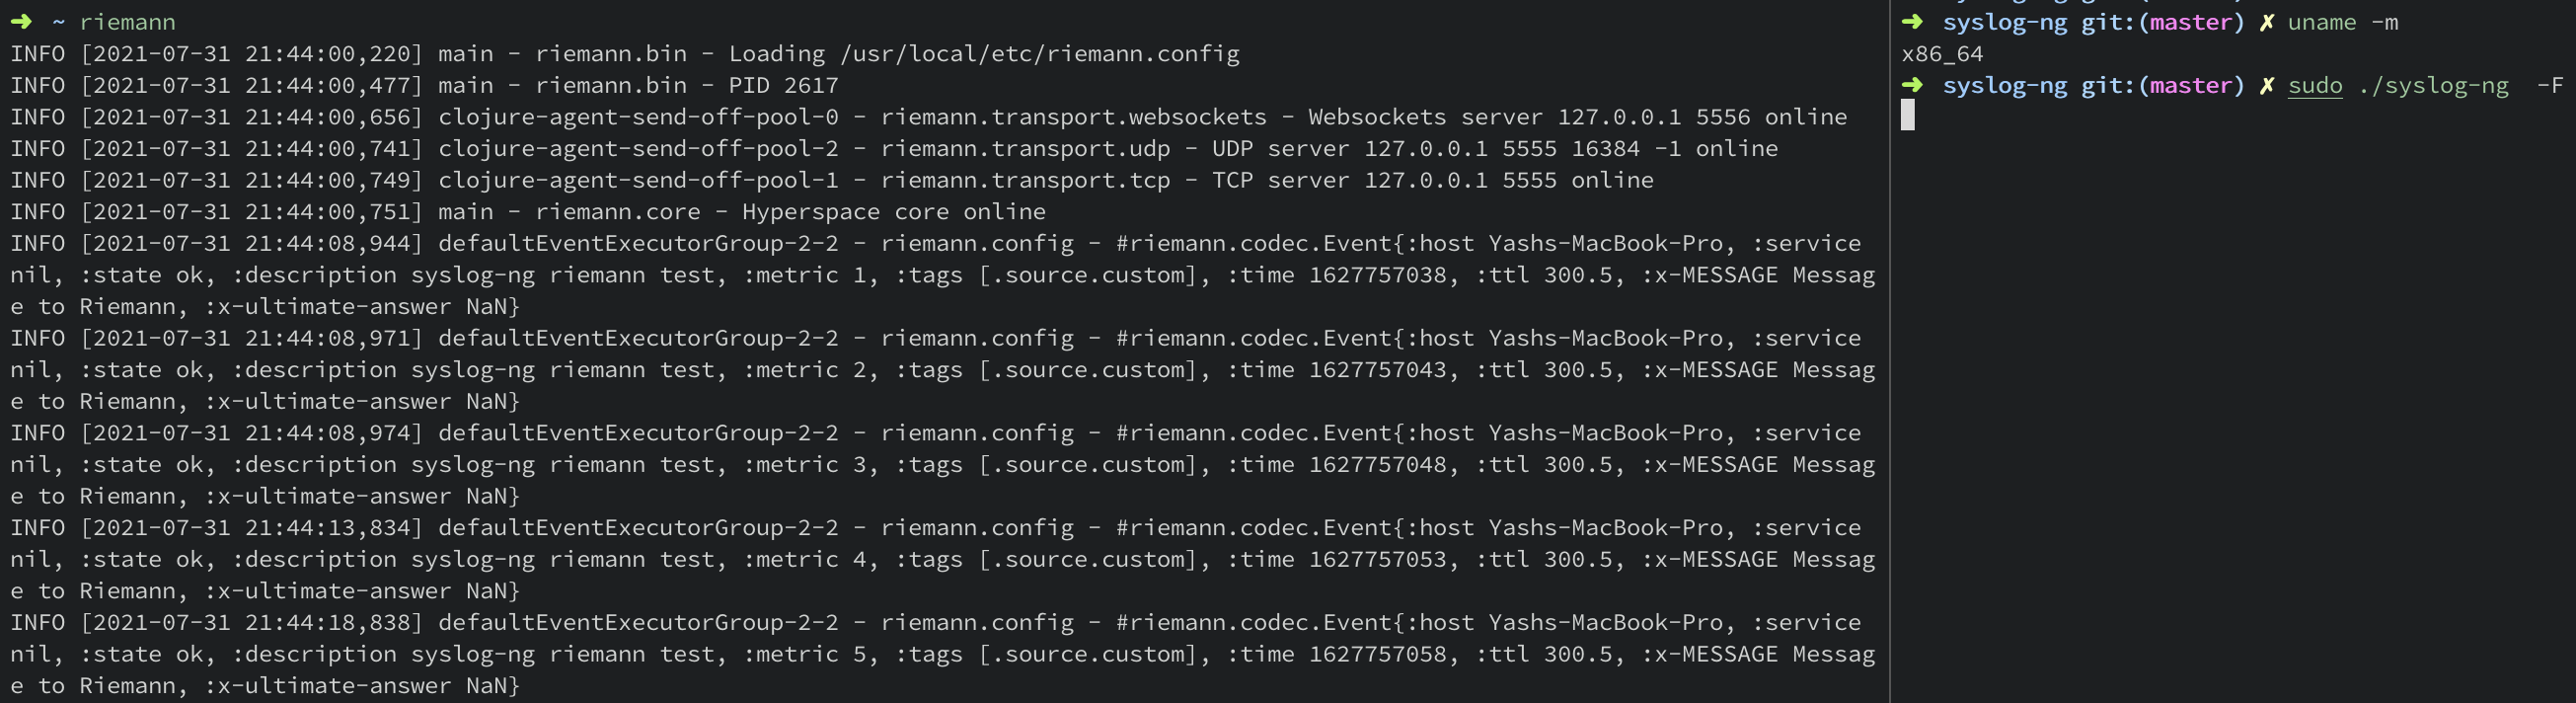 ➜  ~ riemann
INFO [2021-07-31 21:44:00,220] main - riemann.bin - Loading /usr/local/etc/riemann.config
INFO [2021-07-31 21:44:00,477] main - riemann.bin - PID 2617
INFO [2021-07-31 21:44:00,656] clojure-agent-send-off-pool-0 - riemann.transport.websockets - Websockets server 127.0.0.1 5556 online
INFO [2021-07-31 21:44:00,741] clojure-agent-send-off-pool-2 - riemann.transport.udp - UDP server 127.0.0.1 5555 16384 -1 online
INFO [2021-07-31 21:44:00,749] clojure-agent-send-off-pool-1 - riemann.transport.tcp - TCP server 127.0.0.1 5555 online
INFO [2021-07-31 21:44:00,751] main - riemann.core - Hyperspace core online
INFO [2021-07-31 21:44:08,944] defaultEventExecutorGroup-2-2 - riemann.config - #riemann.codec.Event{:host Yashs-MacBook-Pro, :service
nil, :state ok, :description syslog-ng riemann test, :metric 1, :tags [.source.custom], :time 1627757038, :ttl 300.5, :x-MESSAGE Messag
e to Riemann, :x-ultimate-answer NaN}
INFO [2021-07-31 21:44:08,971] defaultEventExecutorGroup-2-2 - riemann.config - #riemann.codec.Event{:host Yashs-MacBook-Pro, :service
nil, :state ok, :description syslog-ng riemann test, :metric 2, :tags [.source.custom], :time 1627757043, :ttl 300.5, :x-MESSAGE Messag
e to Riemann, :x-ultimate-answer NaN}
INFO [2021-07-31 21:44:08,974] defaultEventExecutorGroup-2-2 - riemann.config - #riemann.codec.Event{:host Yashs-MacBook-Pro, :service
nil, :state ok, :description syslog-ng riemann test, :metric 3, :tags [.source.custom], :time 1627757048, :ttl 300.5, :x-MESSAGE Messag
e to Riemann, :x-ultimate-answer NaN}
INFO [2021-07-31 21:44:13,834] defaultEventExecutorGroup-2-2 - riemann.config - #riemann.codec.Event{:host Yashs-MacBook-Pro, :service
nil, :state ok, :description syslog-ng riemann test, :metric 4, :tags [.source.custom], :time 1627757053, :ttl 300.5, :x-MESSAGE Messag
e to Riemann, :x-ultimate-answer NaN}
INFO [2021-07-31 21:44:18,838] defaultEventExecutorGroup-2-2 - riemann.config - #riemann.codec.Event{:host Yashs-MacBook-Pro, :service
nil, :state ok, :description syslog-ng riemann test, :metric 5, :tags [.source.custom], :time 1627757058, :ttl 300.5, :x-MESSAGE Messag
e to Riemann, :x-ultimate-answer NaN}
➜  syslog-ng git:(master) ✗ uname -m
x86_64
➜  syslog-ng git:(master) ✗ sudo ./syslog-ng  -F